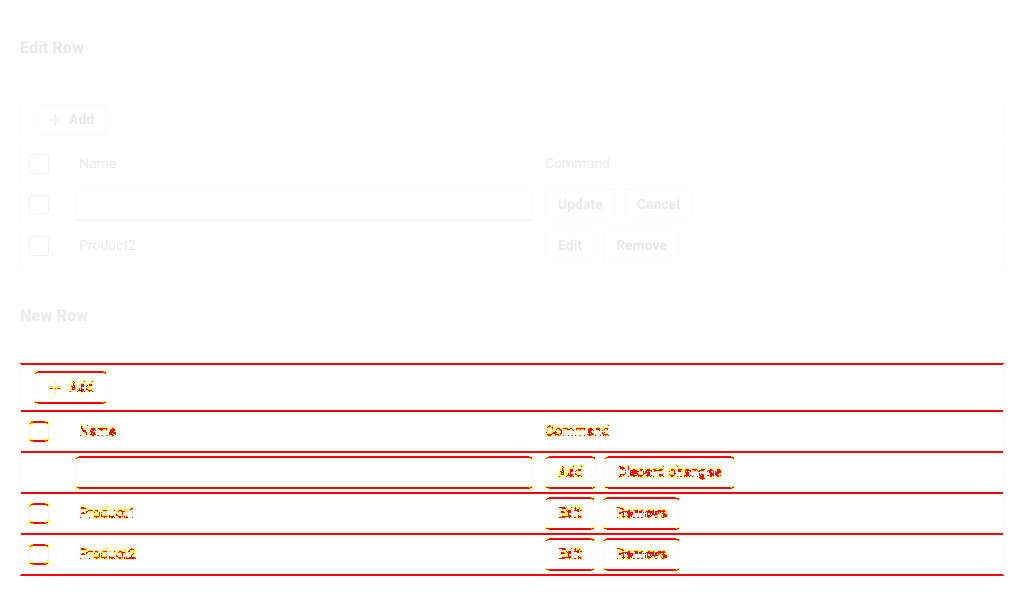 Edit Row
Add
Name Command
Update Cancel
Product2 Edit Remove
New Row
Add
Name Command
Add Discard changes
Product1 Edit Remove
Product2 Edit Remove